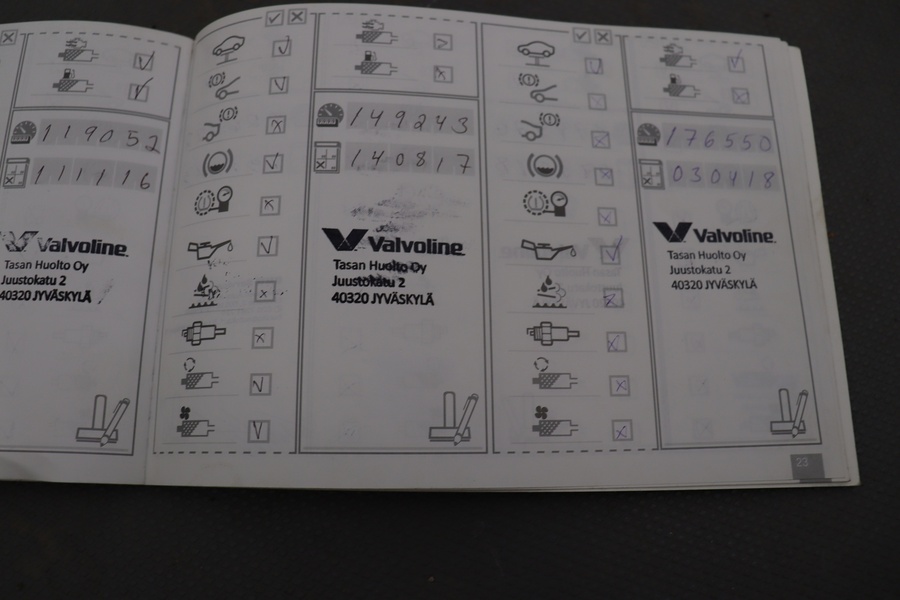 119052
111116
Valvoline
Tasan Huolto Oy
Juustokatu 2
40320 JYVÄSKYLÄ
149243
140817
Valvoline
Tasan Huolto Oy
Juustokatu 2
40320 JYVÄSKYLÄ
176550
030418
Valvoline
Tasan Huolto Oy
Juustokatu 2
40320 JYVÄSKYLÄ
23